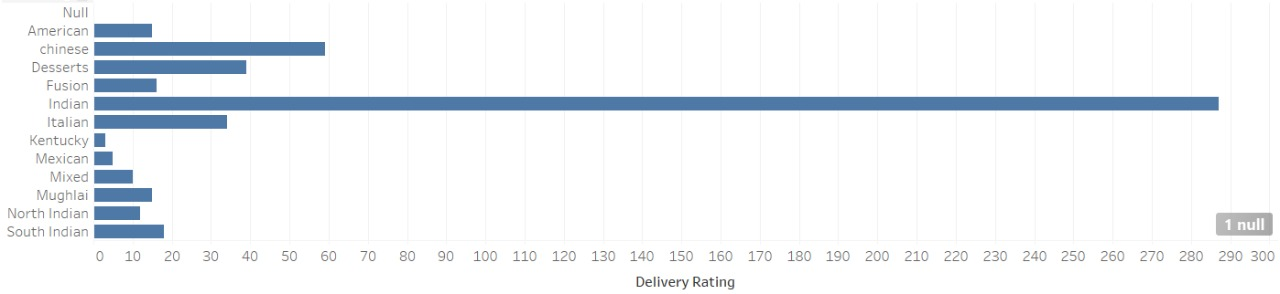 Null
American
chinese
Desserts
Fusion
Indian
Italian
Kentucky
Mexican
Mixed
Mughlai
North Indian
South Indian
1 null
0 10 20 30 40 50 60 70 80 90 100 110 120 130 140 150 160 170 180 190 200 210 220 230 240 250 260 270 280 290 300
Delivery Rating